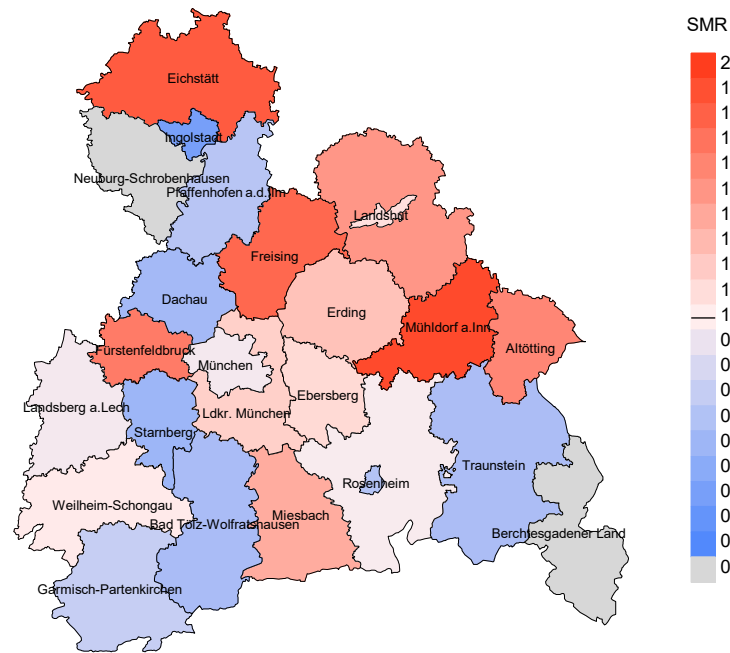 SMR
2
1
1
1
1
1
1
1
1
1
1
0
0
0
0
0
0
0
0
0
0
Eichstätt
Ingolstadt
Neuburg-Schrobenhausen
Pfaffenhofen a.d.Ilm
Landshut
Freising
Dachau
Erding
Mühldorf a.Inn
Altötting
Fürstenfeldbruck
München
Ebersberg
Landsberg a.Lech
Ldkr. München
Starnberg
Traunstein
Rosenheim
Weilheim-Schongau
Miesbach
Bad Tölz-Wolfratshausen
Berchtesgadener Land
Garmisch-Partenkirchen